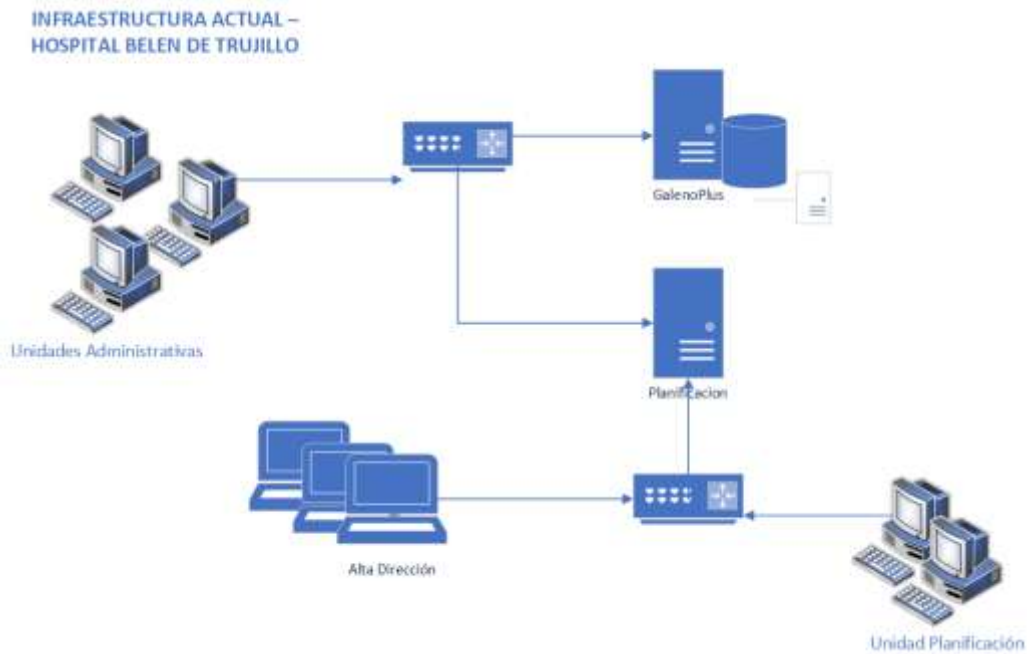 INFRAESTRUCTURA ACTUAL –
HOSPITAL BELEN DE TRUJILLO
GalenoPlus
Unidades Administrativas
Planificacion
Alta Dirección
Unidad Planificación